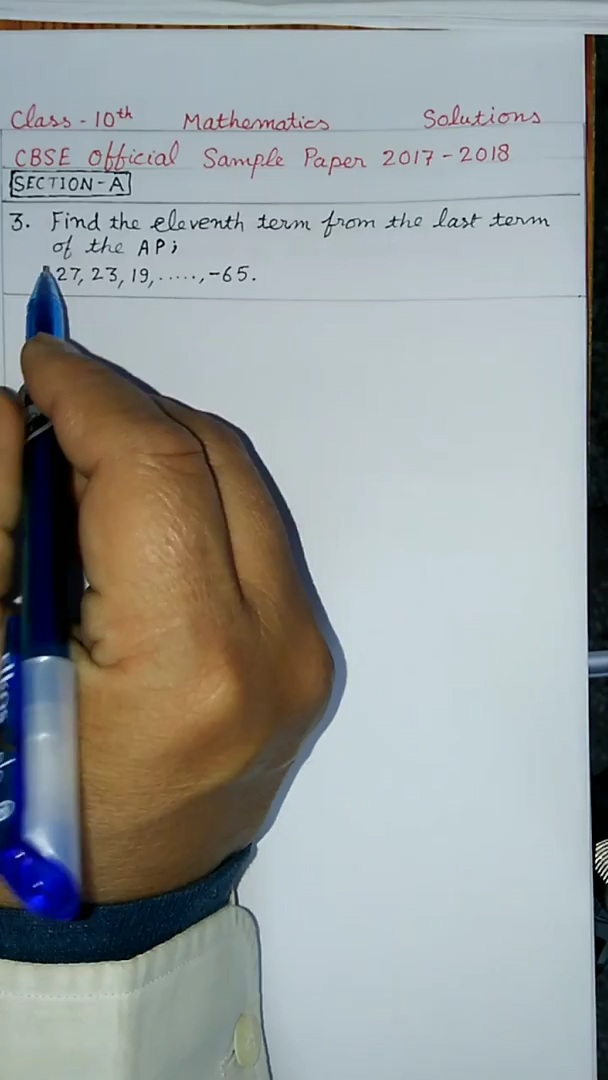 Class - 10th Mathematics Solutions
CBSE Official Sample Paper 2017 - 2018
SECTION - A
3. Find the eleventh term from the last term
of the AP;
27, 23, 19, ....., -65.